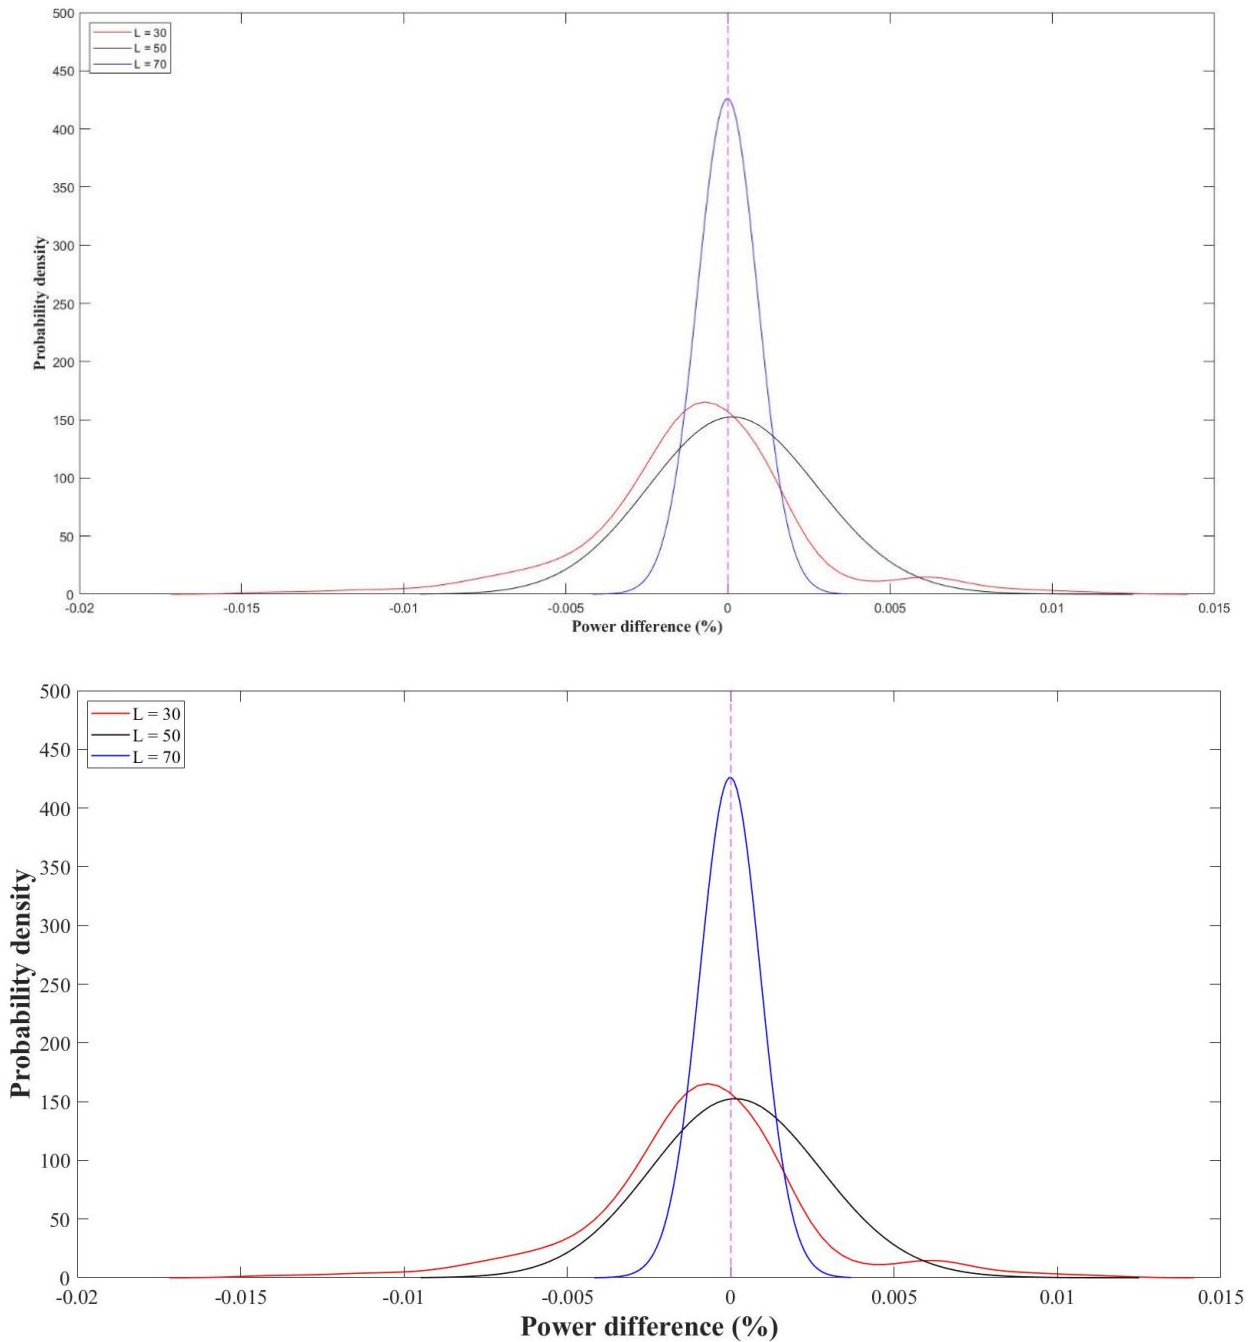 500
L = 30
L = 50
L = 70
450
400
350
300
250
200
150
100
50
0
Probability density
-0.02 -0.015 -0.01 -0.005 0 0.005 0.01 0.015
Power difference (%)
500
L = 30
L = 50
L = 70
450
400
350
300
250
200
150
100
50
0
Probability density
-0.02 -0.015 -0.01 -0.005 0 0.005 0.01 0.015
Power difference (%)